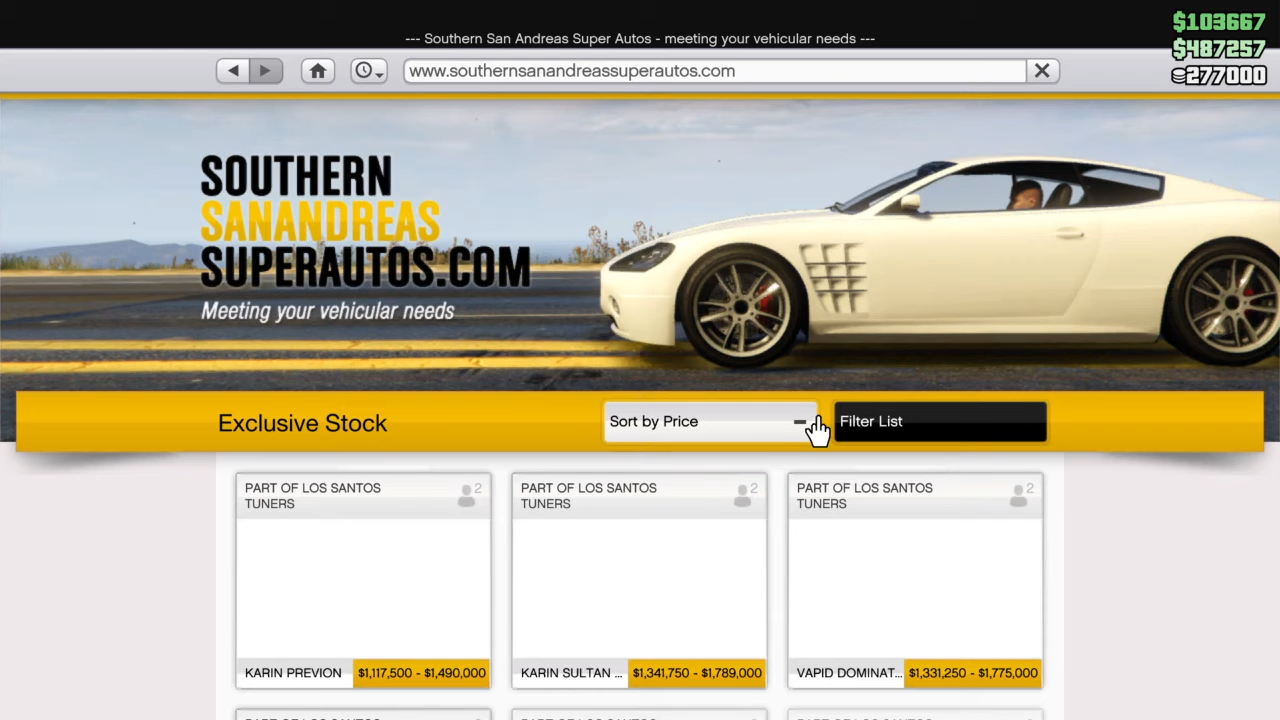 --- Southern San Andreas Super Autos - meeting your vehicular needs ---
$103667
$487257
277000
www.southernsanandreassuperautos.com
SOUTHERN
SANANDREAS
SUPERAUTOS.COM
Meeting your vehicular needs
Exclusive Stock
Sort by Price
Filter List
PART OF LOS SANTOS
TUNERS
2
KARIN PREVION
$1,117,500 - $1,490,000
PART OF LOS SANTOS
TUNERS
2
KARIN SULTAN ...
$1,341,750 - $1,789,000
PART OF LOS SANTOS
TUNERS
2
VAPID DOMINAT...
$1,331,250 - $1,775,000